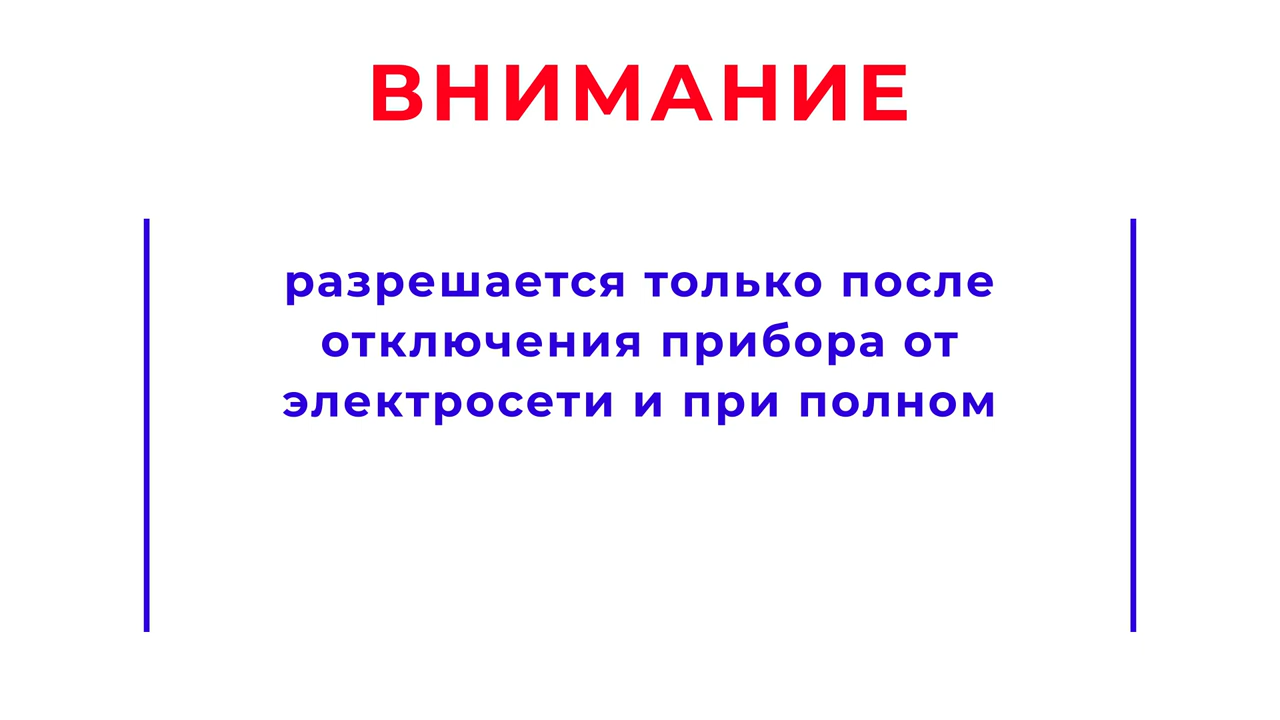 ВНИМАНИЕ
разрешается только после
отключения прибора от
электросети и при полном